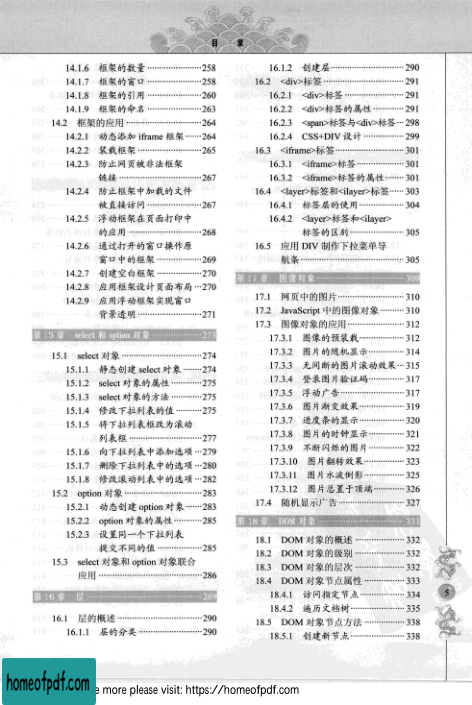 目 录
14.1.6 框架的数量……258
14.1.7 框架的窗口……258
14.1.8 框架的引用……260
14.1.9 框架的命名……263
14.2 框架的应用……264
14.2.1 动态添加 iframe 框架……264
14.2.2 装载框架……265
14.2.3 防止网页被非法框架
链接……267
14.2.4 防止框架中加载的文件
被直接访问……267
14.2.5 浮动框架在页面打印中
的应用……268
14.2.6 通过打开的窗口操作原
窗口中的框架……269
14.2.7 创建空白框架……270
14.2.8 应用框架设计页面布局…270
14.2.9 应用浮动框架实现窗口
背景透明……271
第 15 章 select 和 option 对象……273
15.1 select 对象……274
15.1.1 静态创建 select 对象……274
15.1.2 select 对象的属性……275
15.1.3 select 对象的方法……275
15.1.4 修改下拉列表的值……275
15.1.5 将下拉列表框改为滚动
列表框……277
15.1.6 向下拉列表中添加选项…279
15.1.7 删除下拉列表中的选项…280
15.1.8 修改滚动列表中的选项…282
15.2 option 对象……283
15.2.1 动态创建 option 对象……283
15.2.2 option 对象的属性……285
15.2.3 设置同一个下拉列表
提交不同的值……285
15.3 select 对象和 option 对象联合
应用……286
第 16 章 层……289
16.1 层的概述……290
16.1.1 层的分类……290
16.1.2 创建层……290
16.2 <div>标签……291
16.2.1 <div>标签……291
16.2.2 <div>标签的属性……291
16.2.3 <span>标签与<div>标签…298
16.2.4 CSS+DIV 设计……299
16.3 <iframe>标签……301
16.3.1 <iframe>标签……301
16.3.2 <iframe>标签的属性……301
16.4 <layer>标签和<ilayer>标签……303
16.4.1 标签层的使用……304
16.4.2 <layer>标签和<ilayer>
标签的区别……305
16.5 应用 DIV 制作下拉菜单导
航条……305
第 17 章 图像对象……309
17.1 网页中的图片……310
17.2 JavaScript 中的图像对象……310
17.3 图像对象的应用……312
17.3.1 图像的预装载……312
17.3.2 图片的随机显示……314
17.3.3 无间断的图片滚动效果…315
17.3.4 登录图片验证码……317
17.3.5 浮动广告……317
17.3.6 图片渐变效果……319
17.3.7 进度条的显示……320
17.3.8 图片的时钟显示……321
17.3.9 不断闪烁的图片……322
17.3.10 图片翻转效果……323
17.3.11 图片水波倒影……325
17.3.12 图片总置于顶端……326
17.4 随机显示广告……327
第 18 章 DOM 对象……331
18.1 DOM 对象的概述……332
18.2 DOM 对象的级别……332
18.3 DOM 对象的层次……332
18.4 DOM 对象节点属性……333
18.4.1 访问指定节点……334
18.4.2 遍历文档树……335
18.5 DOM 对象节点方法……338
18.5.1 创建新节点……338
5
homeofpdf.com
e more please visit: https://homeofpdf.com